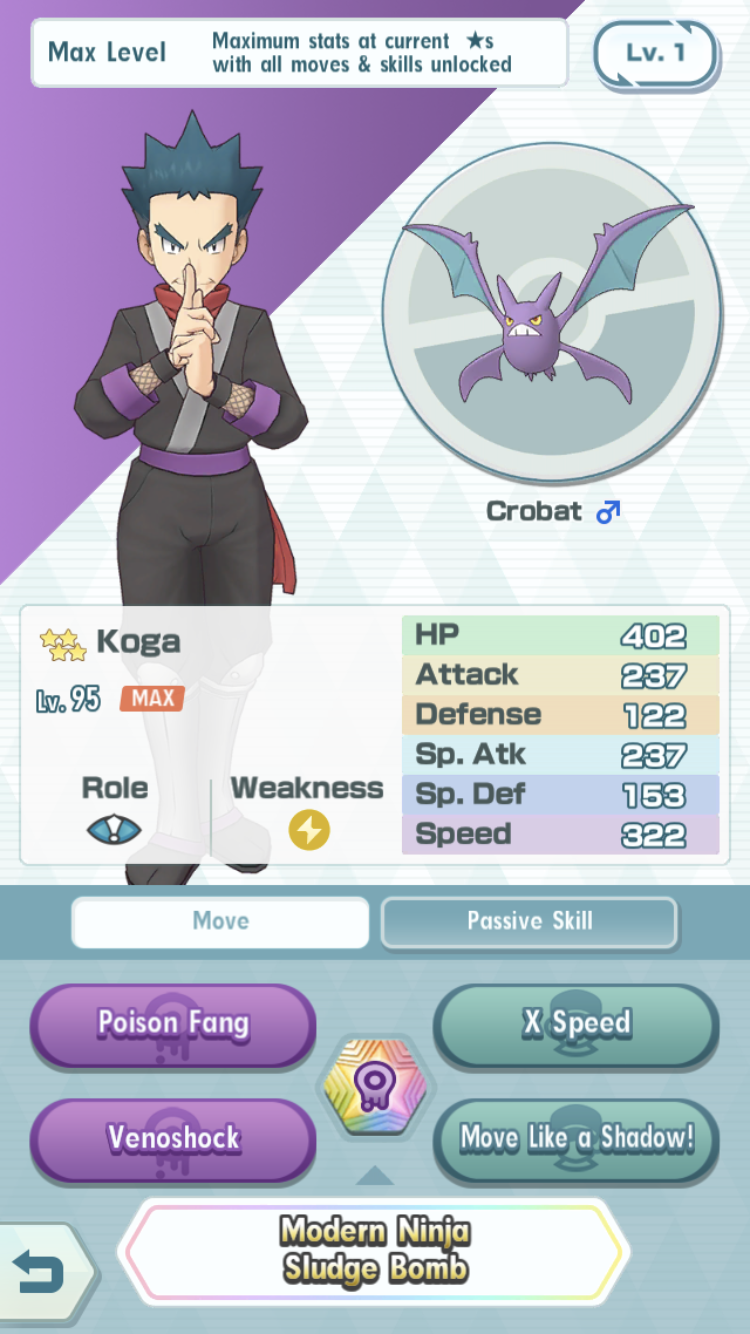 Max Level
Maximum stats at current ★s
with all moves & skills unlocked
Lv. 1
Crobat ♂
Koga
Lv. 95 MAX
Role
Weakness
HP 402
Attack 237
Defense 122
Sp. Atk 237
Sp. Def 153
Speed 322
Move
Passive Skill
Poison Fang
X Speed
Venoshock
Move Like a Shadow!
Modern Ninja
Sludge Bomb